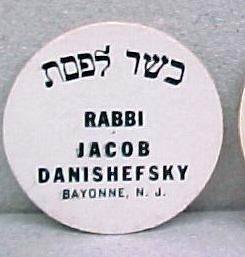 כשר לפסח
RABBI
JACOB
DANISHEFSKY
BAYONNE, N. J.